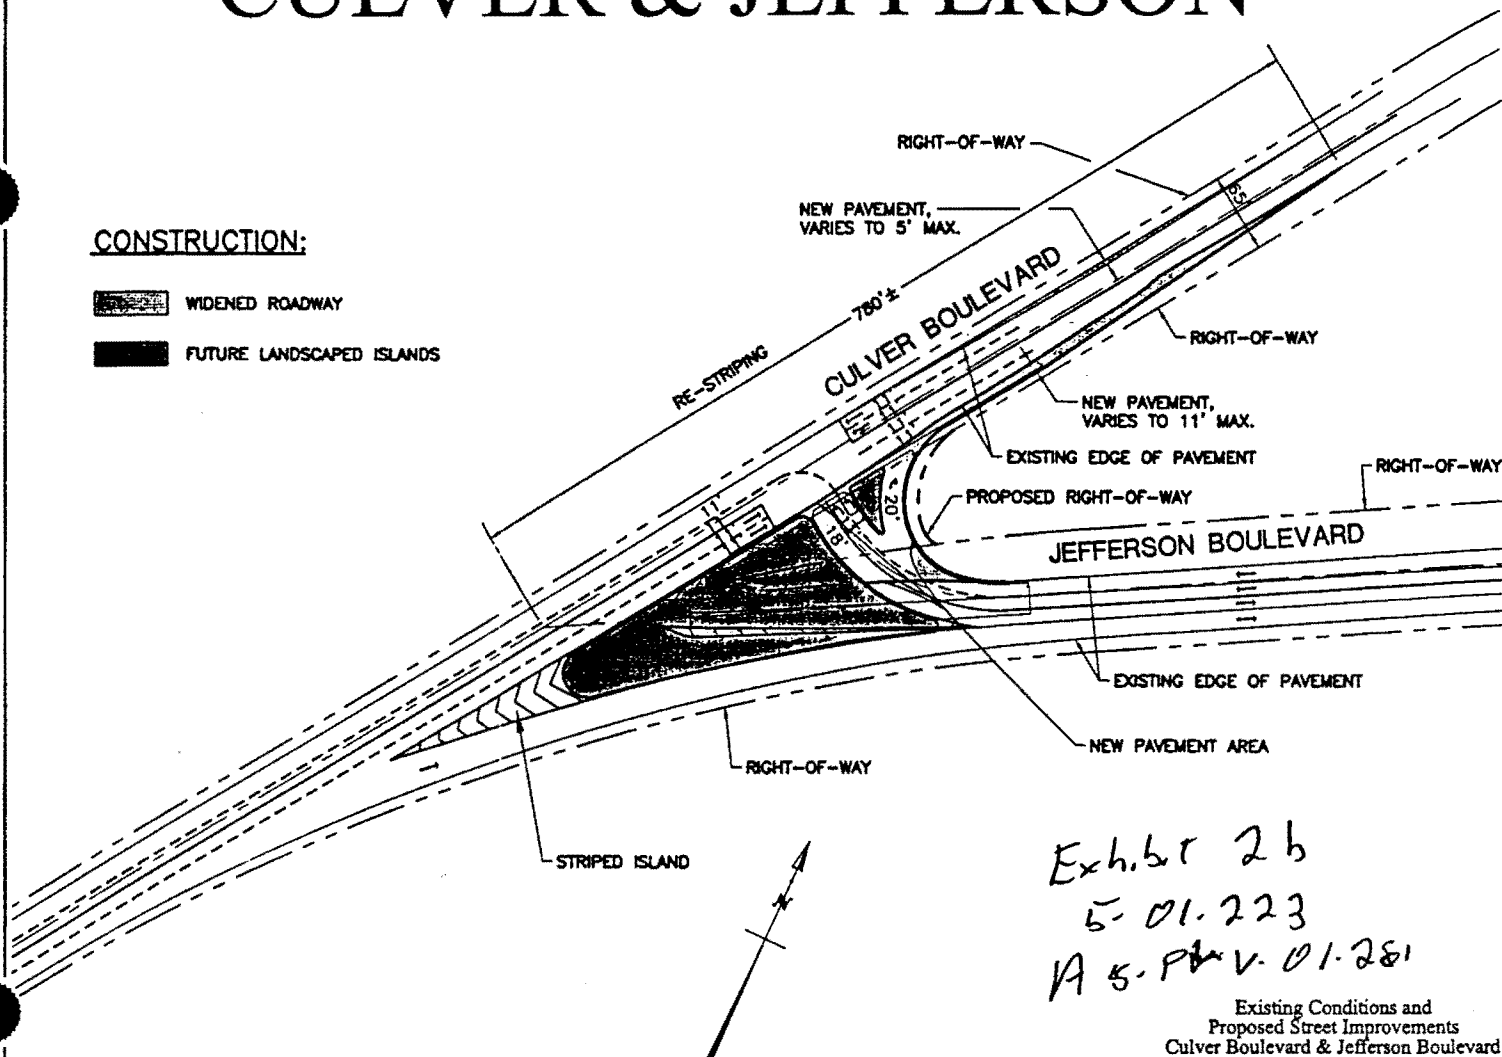 CULVER & JEFFERSON
RIGHT-OF-WAY
NEW PAVEMENT,
VARIES TO 5' MAX.
65'
CONSTRUCTION:
WIDENED ROADWAY
FUTURE LANDSCAPED ISLANDS
780'±
RE-STRIPING
CULVER BOULEVARD
RIGHT-OF-WAY
NEW PAVEMENT,
VARIES TO 11' MAX.
EXISTING EDGE OF PAVEMENT
RIGHT-OF-WAY
PROPOSED RIGHT-OF-WAY
20'
18'
JEFFERSON BOULEVARD
EXISTING EDGE OF PAVEMENT
NEW PAVEMENT AREA
RIGHT-OF-WAY
STRIPED ISLAND
N
Exhibit 2b
5-01-223
A 5-PLV-01-281
Existing Conditions and
Proposed Street Improvements
Culver Boulevard & Jefferson Boulevard